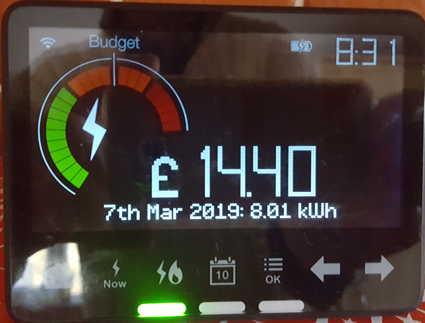 Budget
8:31
£ 14.40
7th Mar 2019: 8.01 kWh
Now
10
OK